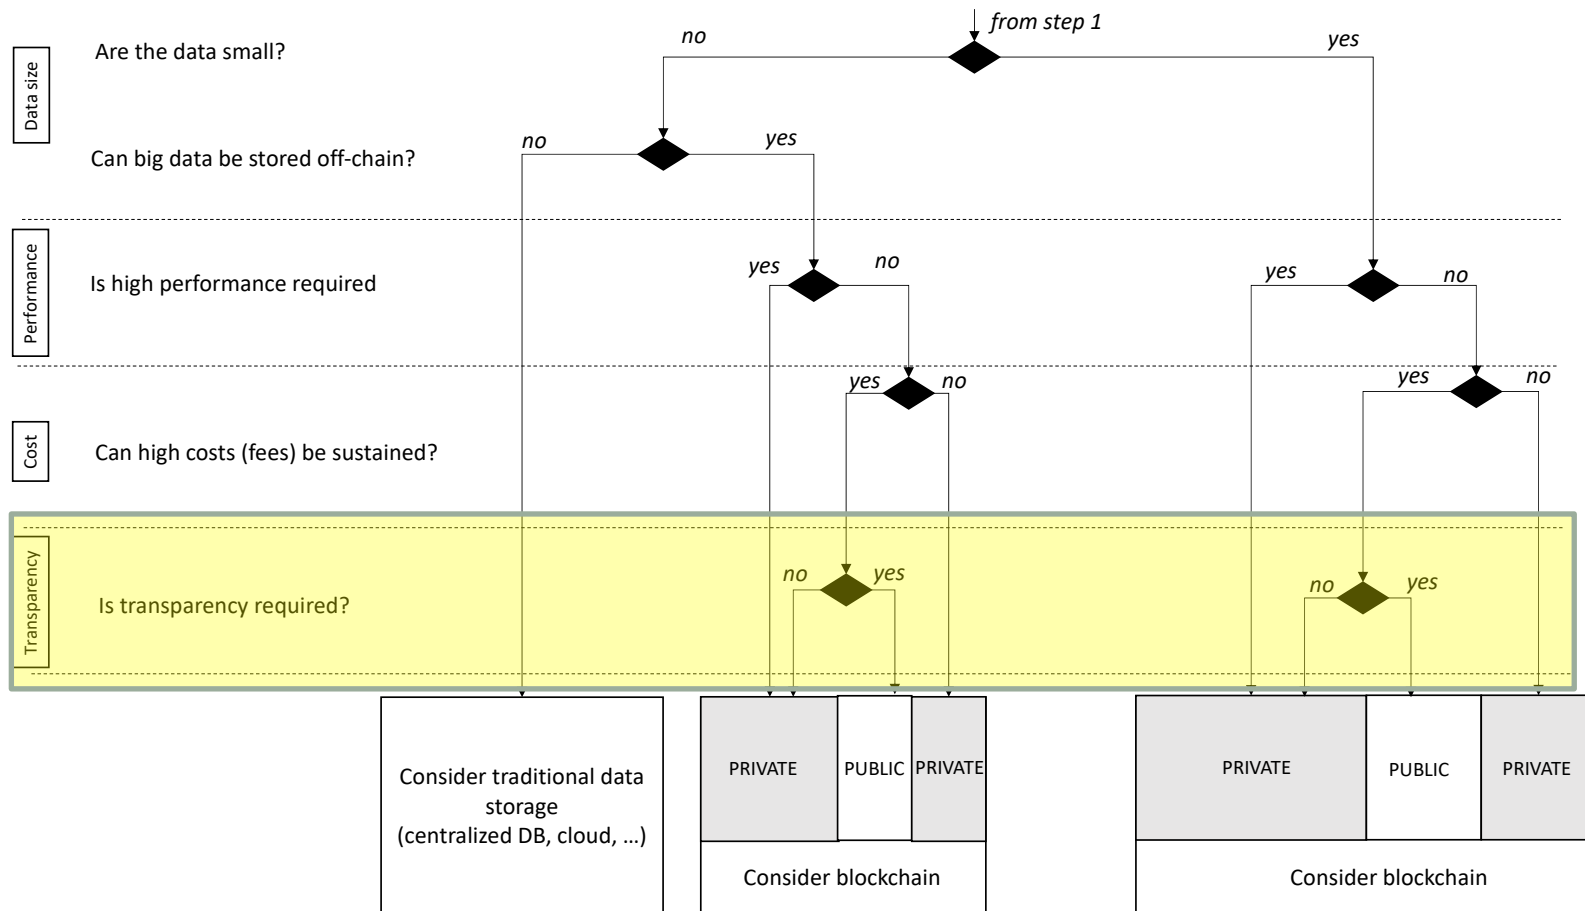 from step 1
Are the data small?
no
yes
Data size
Can big data be stored off-chain?
no
yes
Performance
Is high performance required
yes
no
yes
no
yes
no
yes
no
Cost
Can high costs (fees) be sustained?
Transparency
Is transparency required?
no
yes
no
yes
Consider traditional data
storage
(centralized DB, cloud, ...)
PRIVATE
PUBLIC
PRIVATE
Consider blockchain
PRIVATE
PUBLIC
PRIVATE
Consider blockchain